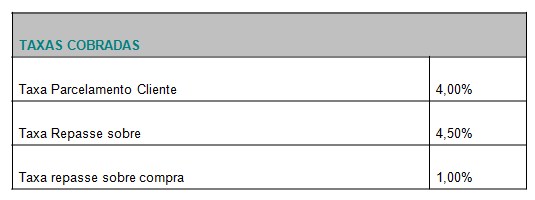 TAXAS COBRADAS
Taxa Parcelamento Cliente 4,00%
Taxa Repasse sobre 4,50%
Taxa repasse sobre compra 1,00%